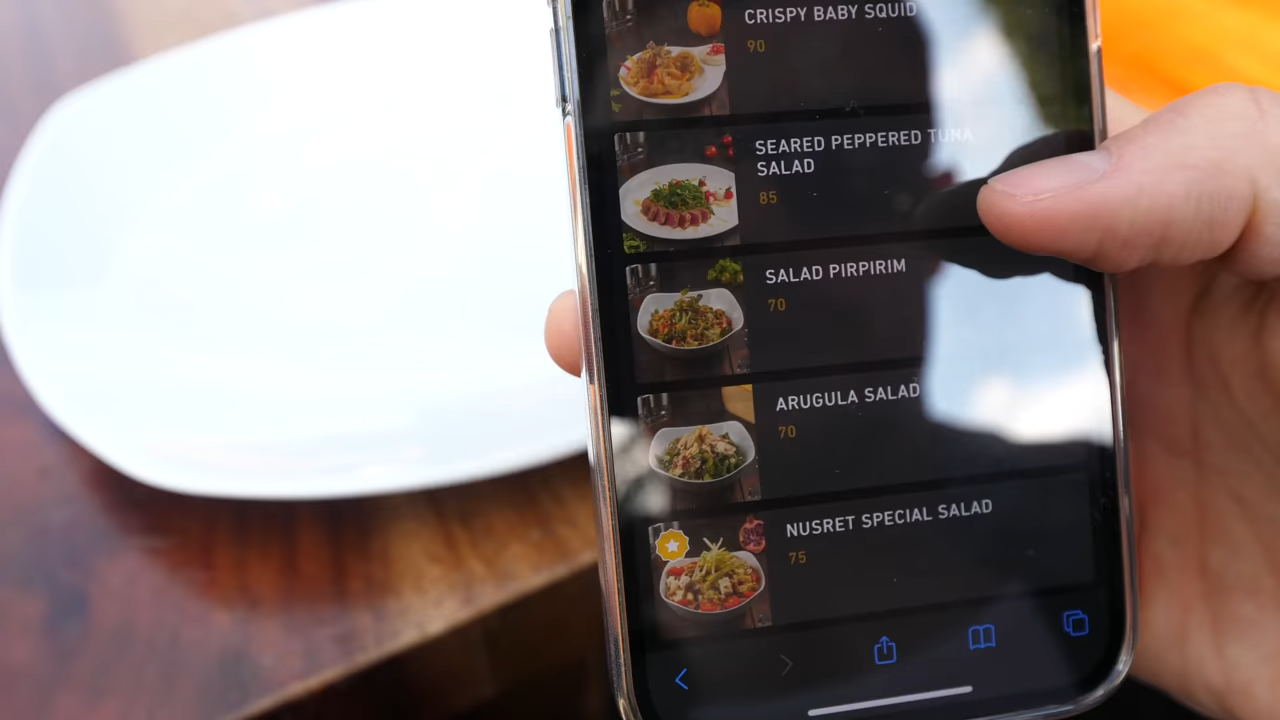 CRISPY BABY SQUID
90
SEARED PEPPERED TUNA
SALAD
85
SALAD PIRPIRIM
70
ARUGULA SALAD
70
NUSRET SPECIAL SALAD
75